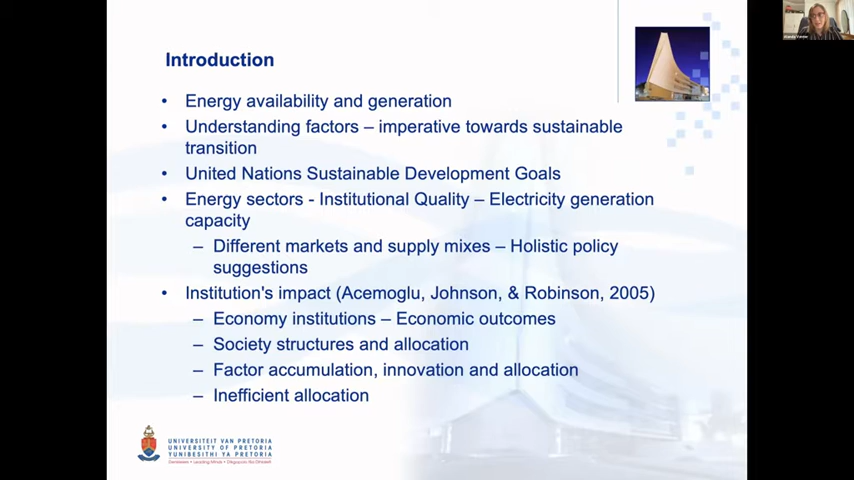 Introduction
• Energy availability and generation
• Understanding factors – imperative towards sustainable
transition
• United Nations Sustainable Development Goals
• Energy sectors - Institutional Quality – Electricity generation
capacity
– Different markets and supply mixes – Holistic policy
suggestions
• Institution's impact (Acemoglu, Johnson, & Robinson, 2005)
– Economy institutions – Economic outcomes
– Society structures and allocation
– Factor accumulation, innovation and allocation
– Inefficient allocation
UNIVERSITEIT VAN PRETORIA
UNIVERSITY OF PRETORIA
YUNIBESITHI YA PRETORIA